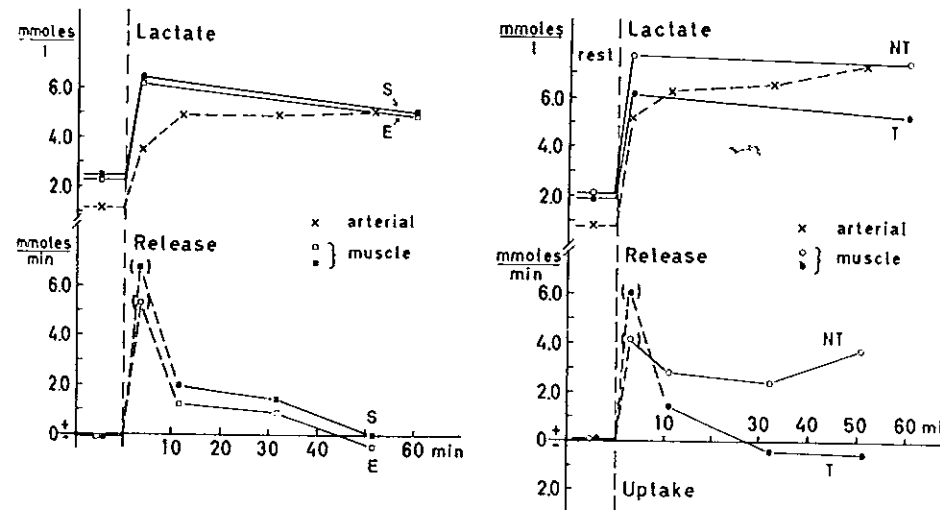 mmoles
l
Lactate
6.0
4.0
2.0
S
E
× arterial
muscle
mmoles
min
Release
6.0
4.0
2.0
0
+
-
10
20
30
40
50
60 min
S
E
mmoles
l
rest
Lactate
6.0
4.0
2.0
NT
T
× arterial
muscle
mmoles
min
Release
6.0
4.0
2.0
0
+
-
2.0
10
30
40
50
60 mi
NT
T
Uptake